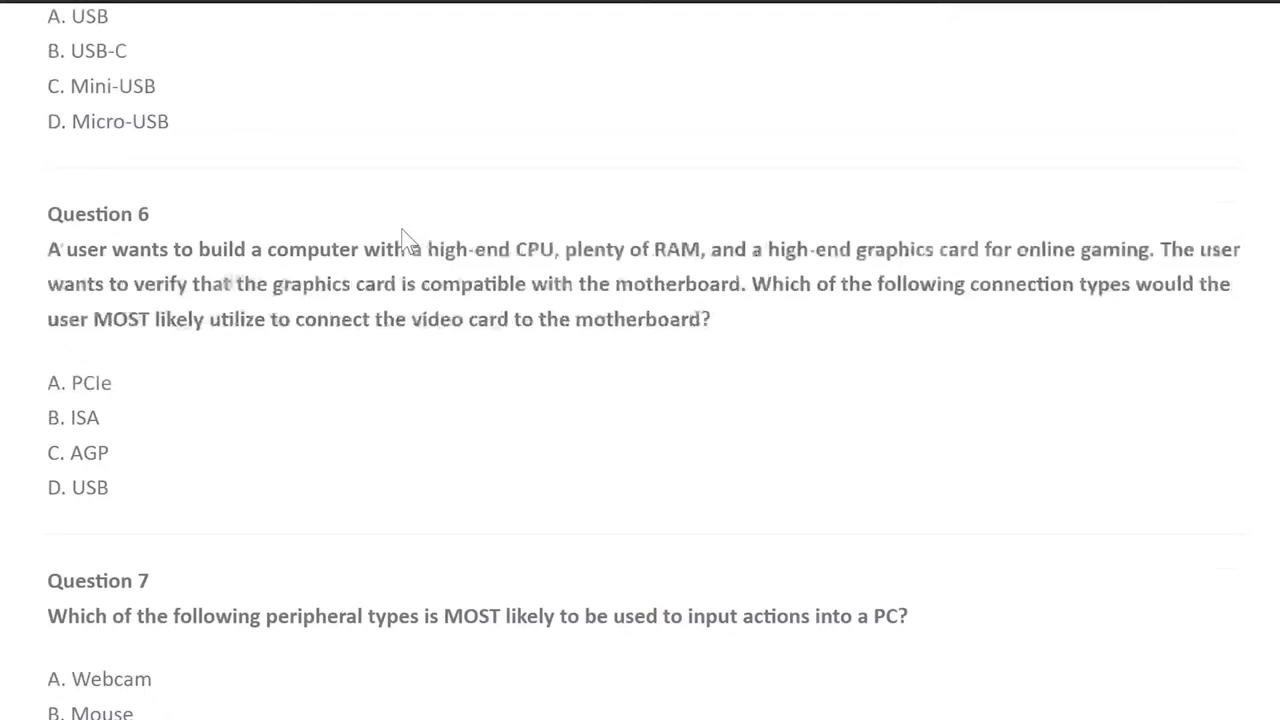 A. USB
B. USB-C
C. Mini-USB
D. Micro-USB
Question 6
A user wants to build a computer with a high-end CPU, plenty of RAM, and a high-end graphics card for online gaming. The user
wants to verify that the graphics card is compatible with the motherboard. Which of the following connection types would the
user MOST likely utilize to connect the video card to the motherboard?
A. PCIe
B. ISA
C. AGP
D. USB
Question 7
Which of the following peripheral types is MOST likely to be used to input actions into a PC?
A. Webcam
B. Mouse